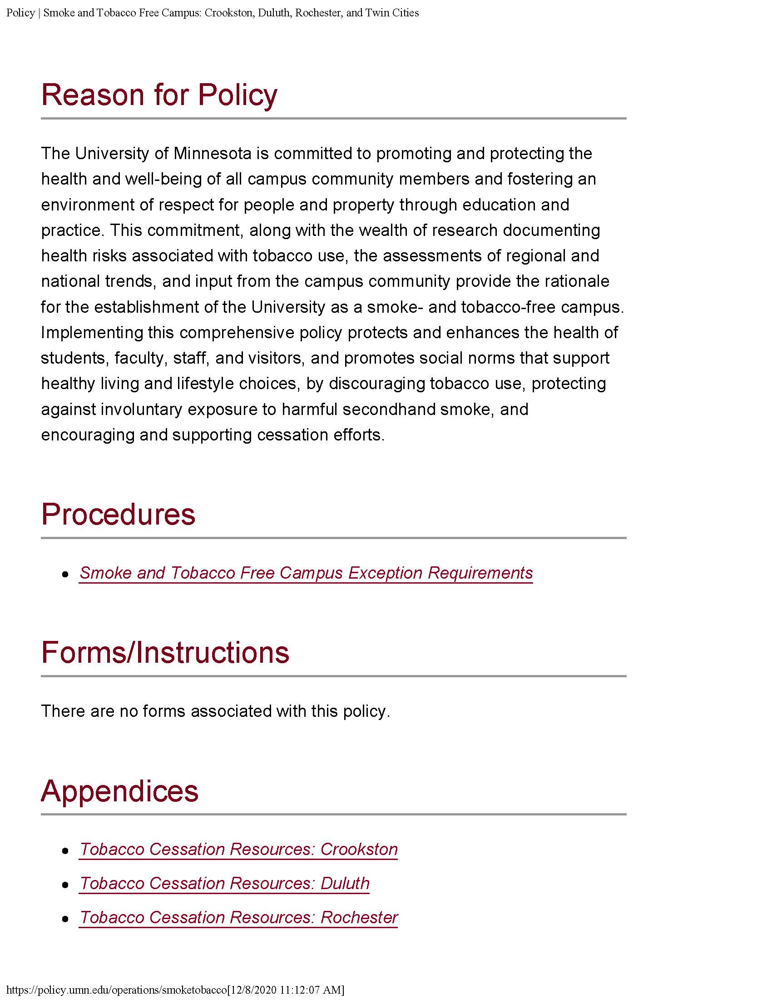 Policy | Smoke and Tobacco Free Campus: Crookston, Duluth, Rochester, and Twin Cities
Reason for Policy
The University of Minnesota is committed to promoting and protecting the
health and well-being of all campus community members and fostering an
environment of respect for people and property through education and
practice. This commitment, along with the wealth of research documenting
health risks associated with tobacco use, the assessments of regional and
national trends, and input from the campus community provide the rationale
for the establishment of the University as a smoke- and tobacco-free campus.
Implementing this comprehensive policy protects and enhances the health of
students, faculty, staff, and visitors, and promotes social norms that support
healthy living and lifestyle choices, by discouraging tobacco use, protecting
against involuntary exposure to harmful secondhand smoke, and
encouraging and supporting cessation efforts.
Procedures
• Smoke and Tobacco Free Campus Exception Requirements
Forms/Instructions
There are no forms associated with this policy.
Appendices
• Tobacco Cessation Resources: Crookston
• Tobacco Cessation Resources: Duluth
• Tobacco Cessation Resources: Rochester
https://policy.umn.edu/operations/smoketobacco[12/8/2020 11:12:07 AM]